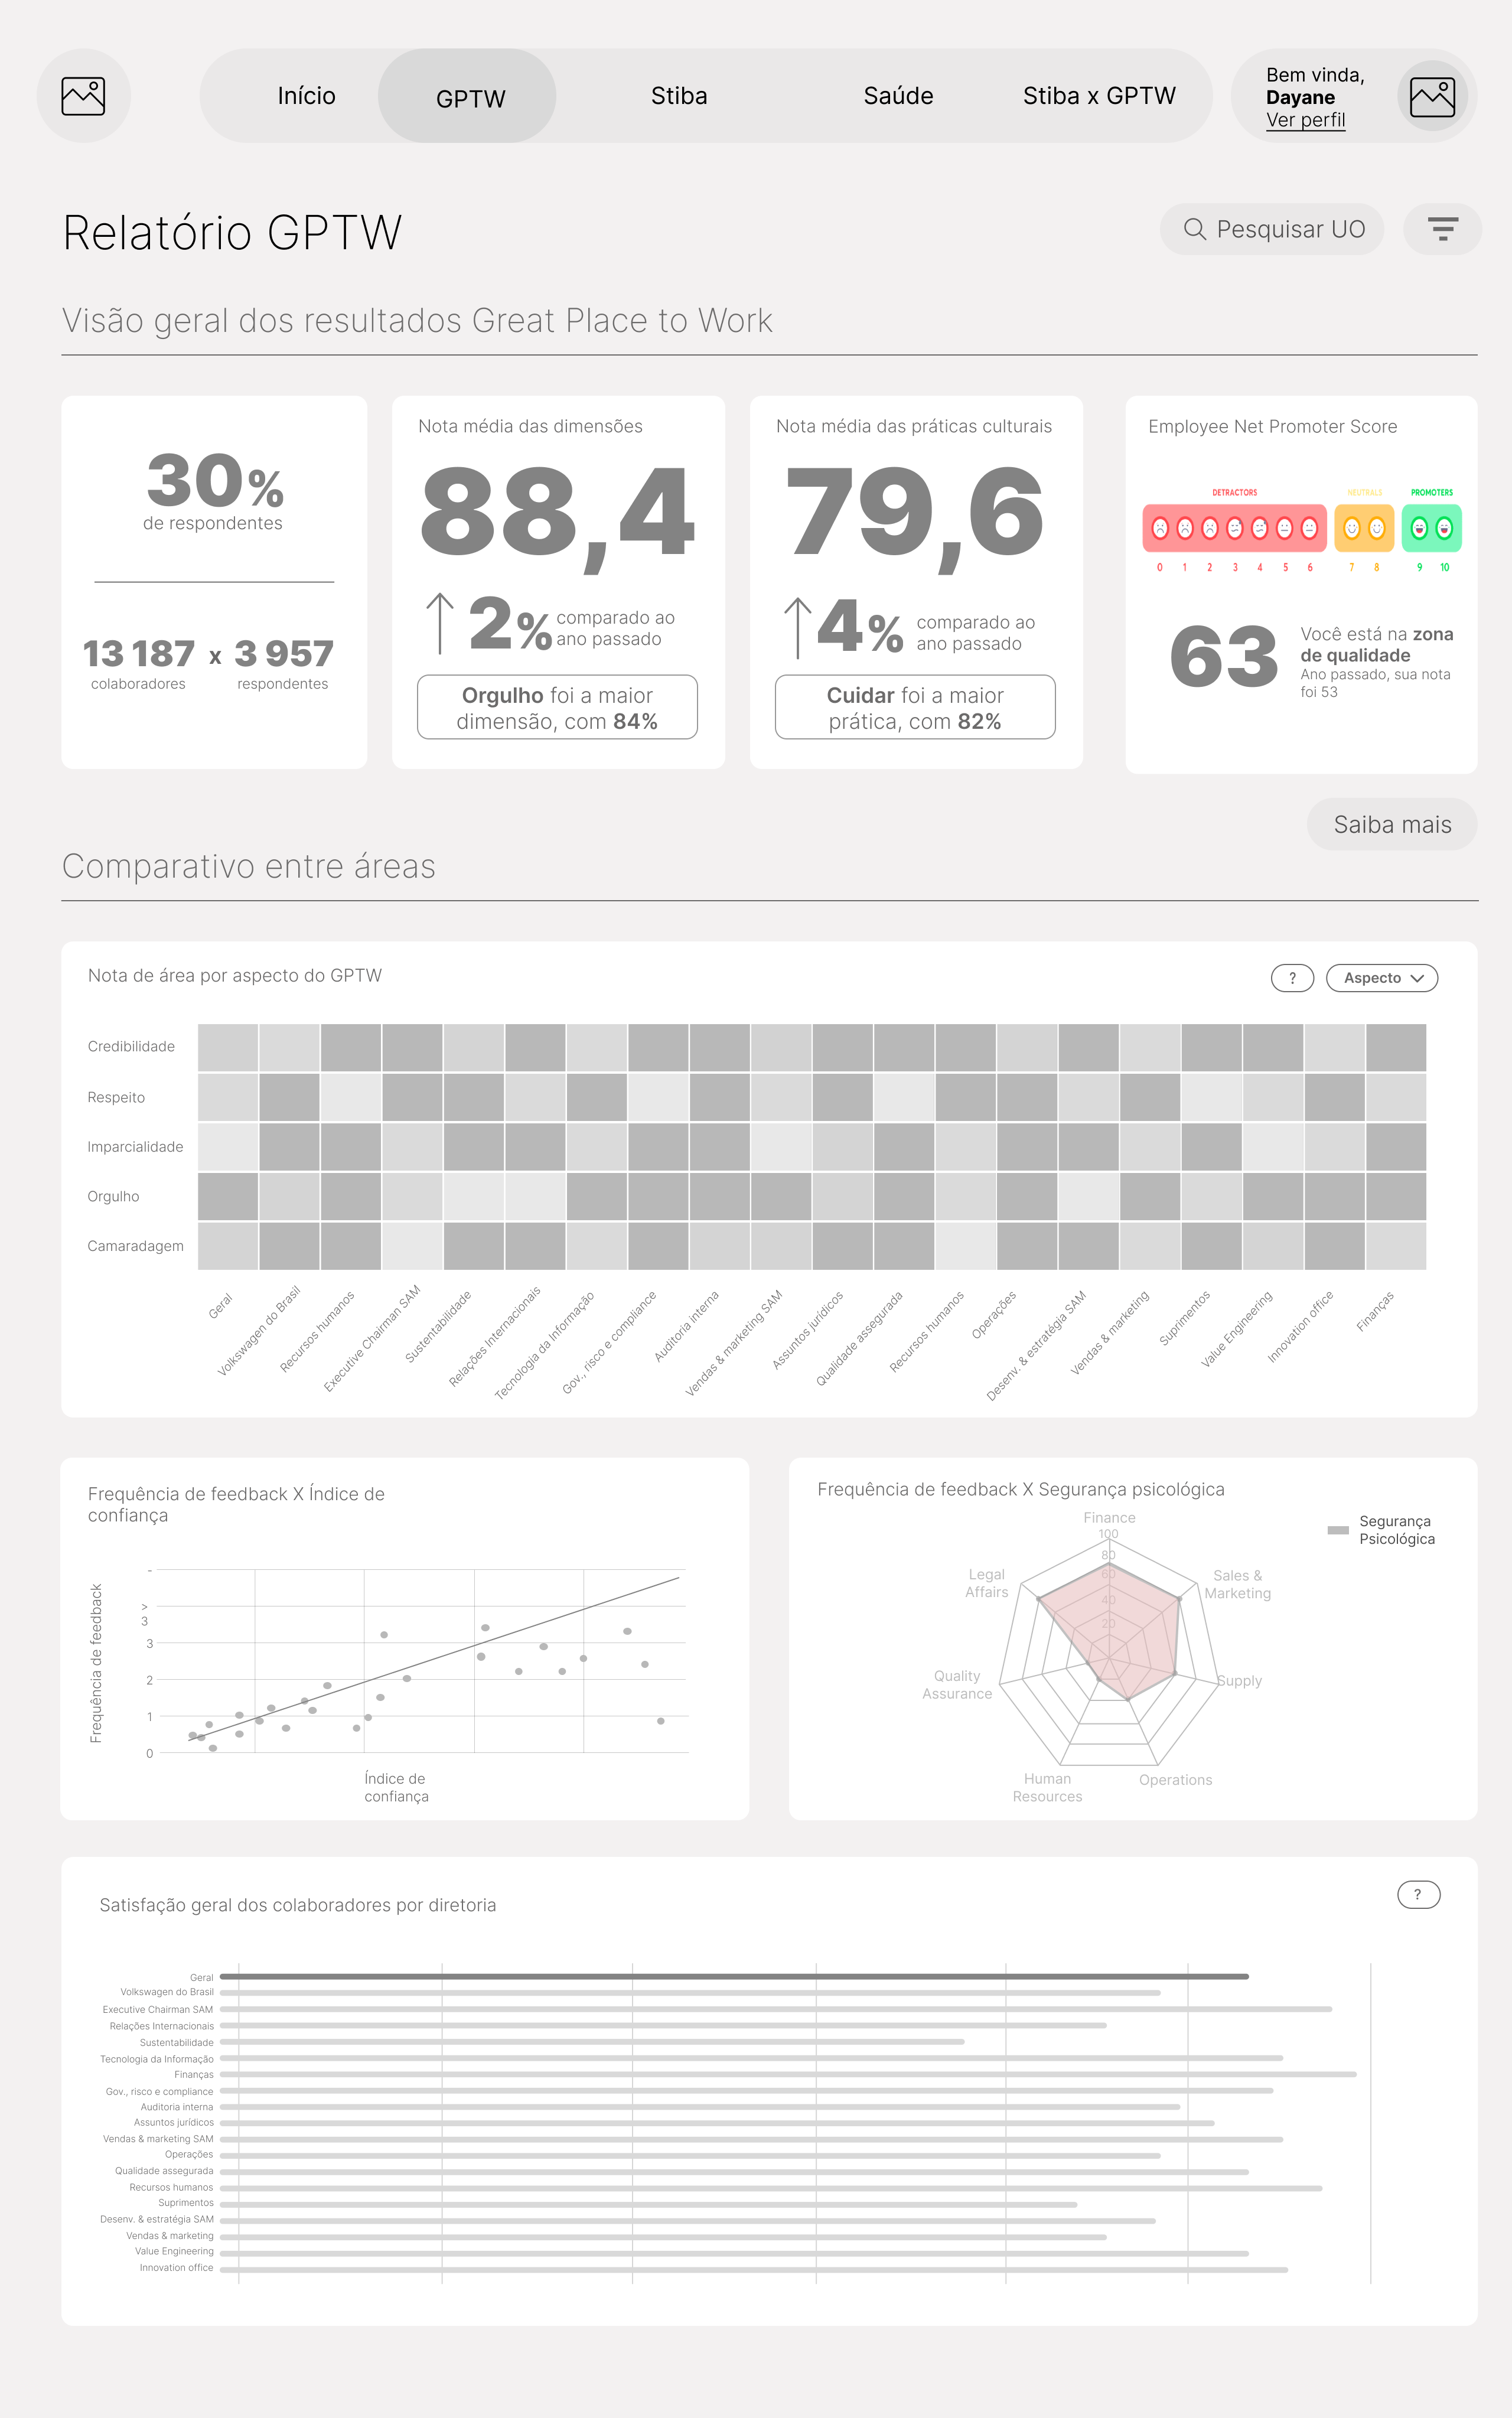 Início
GPTW
Stiba
Saúde
Stiba x GPTW
Bem vinda,
Dayane
Ver perfil
Relatório GPTW
Pesquisar UO
Visão geral dos resultados Great Place to Work
30%
de respondentes
13 187 x 3 957
colaboradores
respondentes
Nota média das dimensões
88,4
2% comparado ao
ano passado
Orgulho foi a maior
dimensão, com 84%
Nota média das práticas culturais
79,6
4% comparado ao
ano passado
Cuidar foi a maior
prática, com 82%
Employee Net Promoter Score
DETRACTORS
NEUTRALS
PROMOTERS
0 1 2 3 4 5 6 7 8 9 10
63
Você está na zona
de qualidade
Ano passado, sua nota
foi 53
Saiba mais
Comparativo entre áreas
Nota de área por aspecto do GPTW
?
Aspecto
Credibilidade
Respeito
Imparcialidade
Orgulho
Camaradagem
Geral
Volkswagen do Brasil
Recursos humanos
Executive Chairman SAM
Sustentabilidade
Relações Internacionais
Tecnologia da Informação
Gov., risco e compliance
Auditoria interna
Vendas & marketing SAM
Assuntos jurídicos
Qualidade assegurada
Recursos humanos
Operações
Desenv. & estratégia SAM
Vendas & marketing
Suprimentos
Value Engineering
Innovation office
Finanças
Frequência de feedback X Índice de
confiança
Frequência de feedback
-
>
3
3
2
1
0
Índice de
confiança
Frequência de feedback X Segurança psicológica
Segurança
Psicológica
Finance
100
80
60
40
20
Legal
Affairs
Sales &
Marketing
Quality
Assurance
Supply
Human
Resources
Operations
Satisfação geral dos colaboradores por diretoria
?
Geral
Volkswagen do Brasil
Executive Chairman SAM
Relações Internacionais
Sustentabilidade
Tecnologia da Informação
Finanças
Gov., risco e compliance
Auditoria interna
Assuntos jurídicos
Vendas & marketing SAM
Operações
Qualidade assegurada
Recursos humanos
Suprimentos
Desenv. & estratégia SAM
Vendas & marketing
Value Engineering
Innovation office